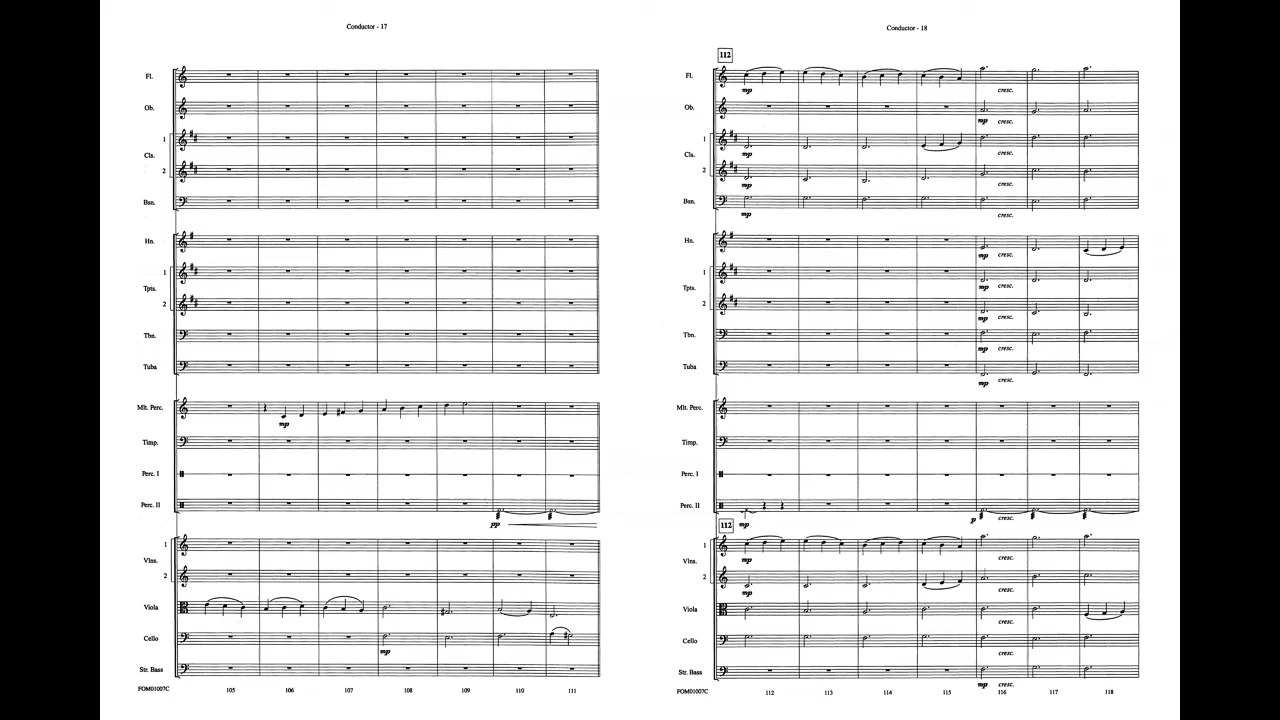 Conductor - 17
Fl.
Ob.
1
Cls.
2
Bsn.
Hn.
1
Tpts.
2
Tbn.
Tuba
Mlt. Perc.
mp
Timp.
Perc. I
Perc. II
pp
1
Vlns.
2
Viola
Cello
mp
Str. Bass
FOM01007C 105 106 107 108 109 110 111
Conductor - 18
112
Fl.
mp cresc.
Ob.
mp cresc.
1
mp cresc.
Cls.
2
mp cresc.
Bsn.
mp cresc.
Hn.
mp cresc.
1
mp cresc.
Tpts.
2
mp cresc.
Tbn.
mp cresc.
Tuba
mp cresc.
Mlt. Perc.
Timp.
Perc. I
Perc. II
mp p cresc.
112
1
mp cresc.
Vlns.
2
mp cresc.
Viola
cresc.
Cello
cresc.
Str. Bass
mp cresc.
FOM01007C 112 113 114 115 116 117 118